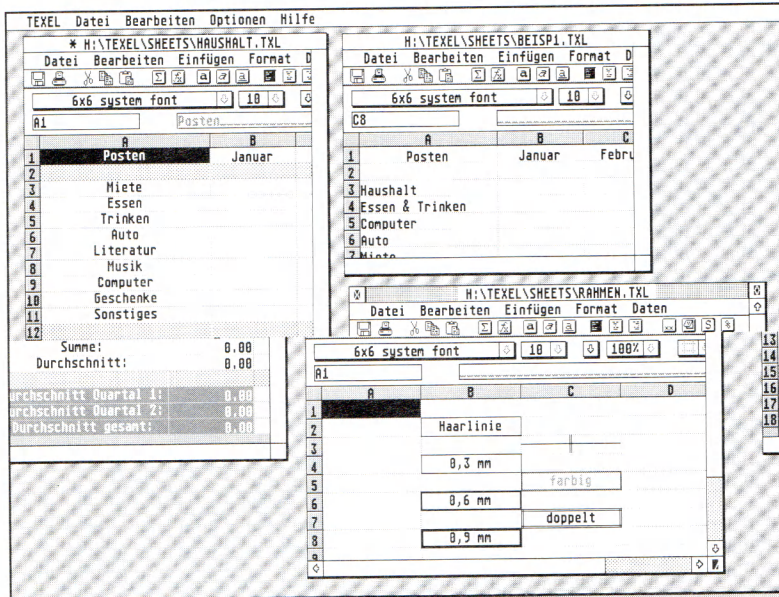 TEXEL Datei Bearbeiten Optionen Hilfe
* H:\TEXEL\SHEETS\HAUSHALT.TXL
Datei Bearbeiten Einfügen Format D
6x6 system font 10
A1 Posten
A B
1 Posten Januar
2
3 Miete
4 Essen
5 Trinken
6 Auto
7 Literatur
8 Musik
9 Computer
10 Geschenke
11 Sonstiges
12
Summe: 0.00
Durchschnitt: 0.00
urchschnitt Quartal 1: 0.00
urchschnitt Quartal 2: 0.00
Durchschnitt gesamt: 0.00
H:\TEXEL\SHEETS\BEISP1.TXL
Datei Bearbeiten Einfügen Format D
6x6 system font 10
C8
A B C
1 Posten Januar Febru
2
3 Haushalt
4 Essen & Trinken
5 Computer
6 Auto
7 Miete
H:\TEXEL\SHEETS\RAHMEN.TXL
Datei Bearbeiten Einfügen Format Daten
6x6 system font 10 100%
A1
A B C D
1
2 Haarlinie
3
4 0,3 mm
5 farbig
6 0,6 mm
7 doppelt
8 0,9 mm
9
13
14
15
16
17
18